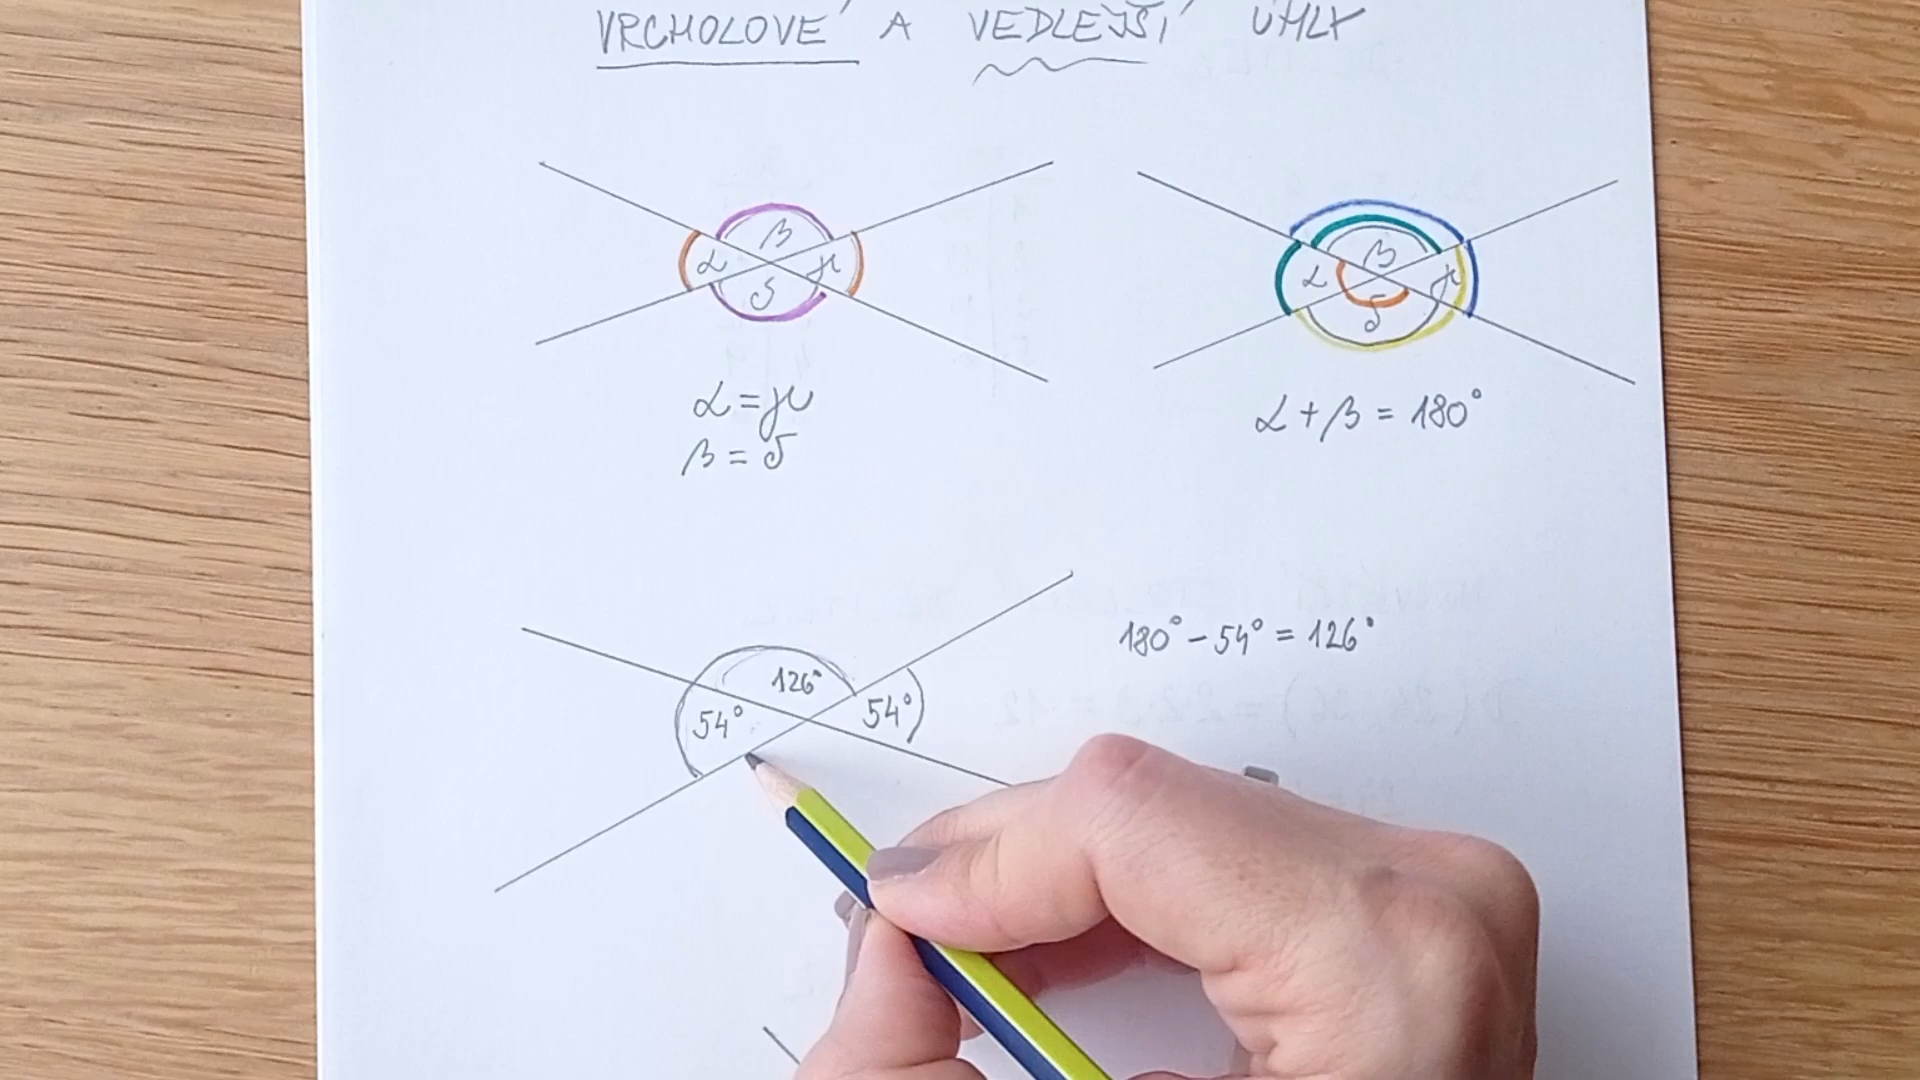 VRCHOLOVÉ A VEDLEJŠÍ ÚHLY
β
α γ
δ
β
α γ
δ
α = γ
β = δ
α + β = 180°
180° - 54° = 126°
126°
54° 54°